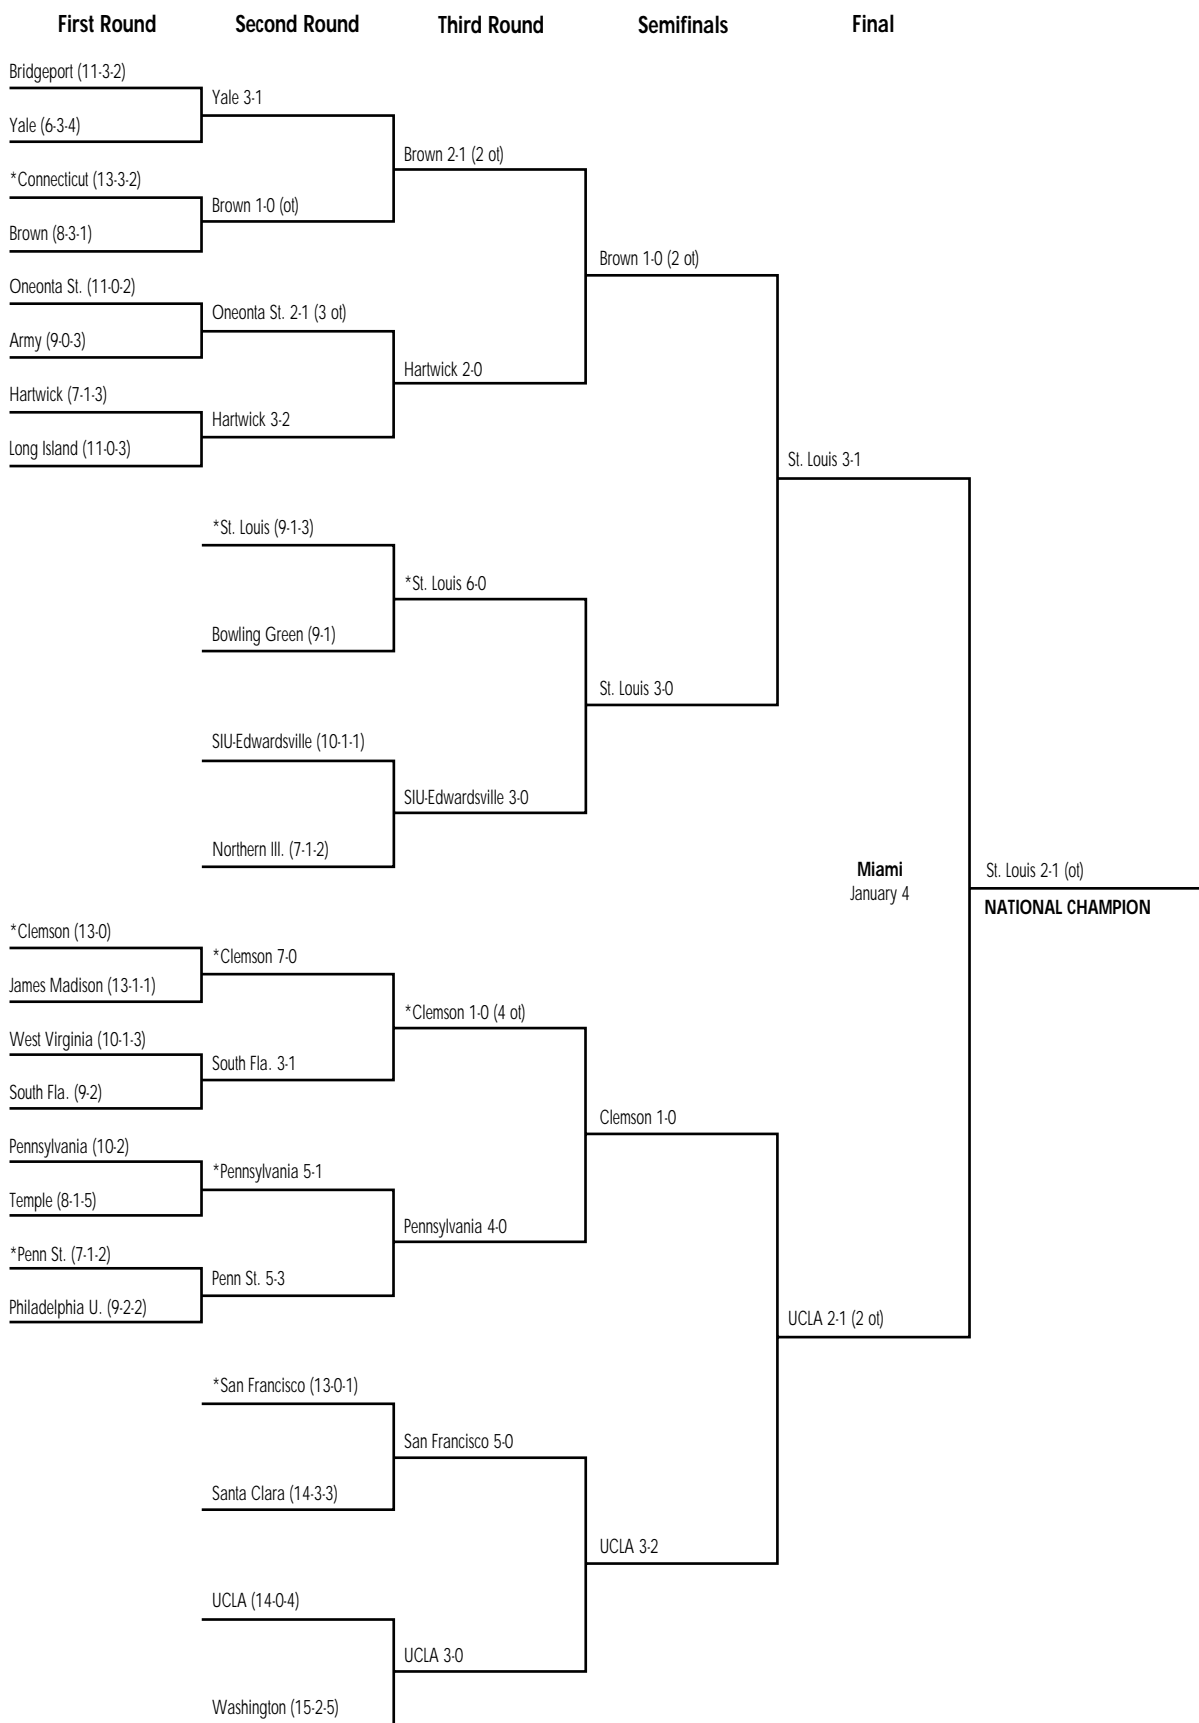 First Round Second Round Third Round Semifinals Final
Bridgeport (11-3-2)
Yale 3-1
Yale (6-3-4)
Brown 2-1 (2 ot)
*Connecticut (13-3-2)
Brown 1-0 (ot)
Brown (8-3-1)
Brown 1-0 (2 ot)
Oneonta St. (11-0-2)
Oneonta St. 2-1 (3 ot)
Army (9-0-3)
Hartwick 2-0
Hartwick (7-1-3)
Hartwick 3-2
Long Island (11-0-3)
St. Louis 3-1
*St. Louis (9-1-3)
*St. Louis 6-0
Bowling Green (9-1)
St. Louis 3-0
SIU-Edwardsville (10-1-1)
SIU-Edwardsville 3-0
Northern Ill. (7-1-2)
Miami
January 4
St. Louis 2-1 (ot)
NATIONAL CHAMPION
*Clemson (13-0)
*Clemson 7-0
James Madison (13-1-1)
*Clemson 1-0 (4 ot)
West Virginia (10-1-3)
South Fla. 3-1
South Fla. (9-2)
Clemson 1-0
Pennsylvania (10-2)
*Pennsylvania 5-1
Temple (8-1-5)
Pennsylvania 4-0
*Penn St. (7-1-2)
Penn St. 5-3
Philadelphia U. (9-2-2)
UCLA 2-1 (2 ot)
*San Francisco (13-0-1)
San Francisco 5-0
Santa Clara (14-3-3)
UCLA 3-2
UCLA (14-0-4)
UCLA 3-0
Washington (15-2-5)